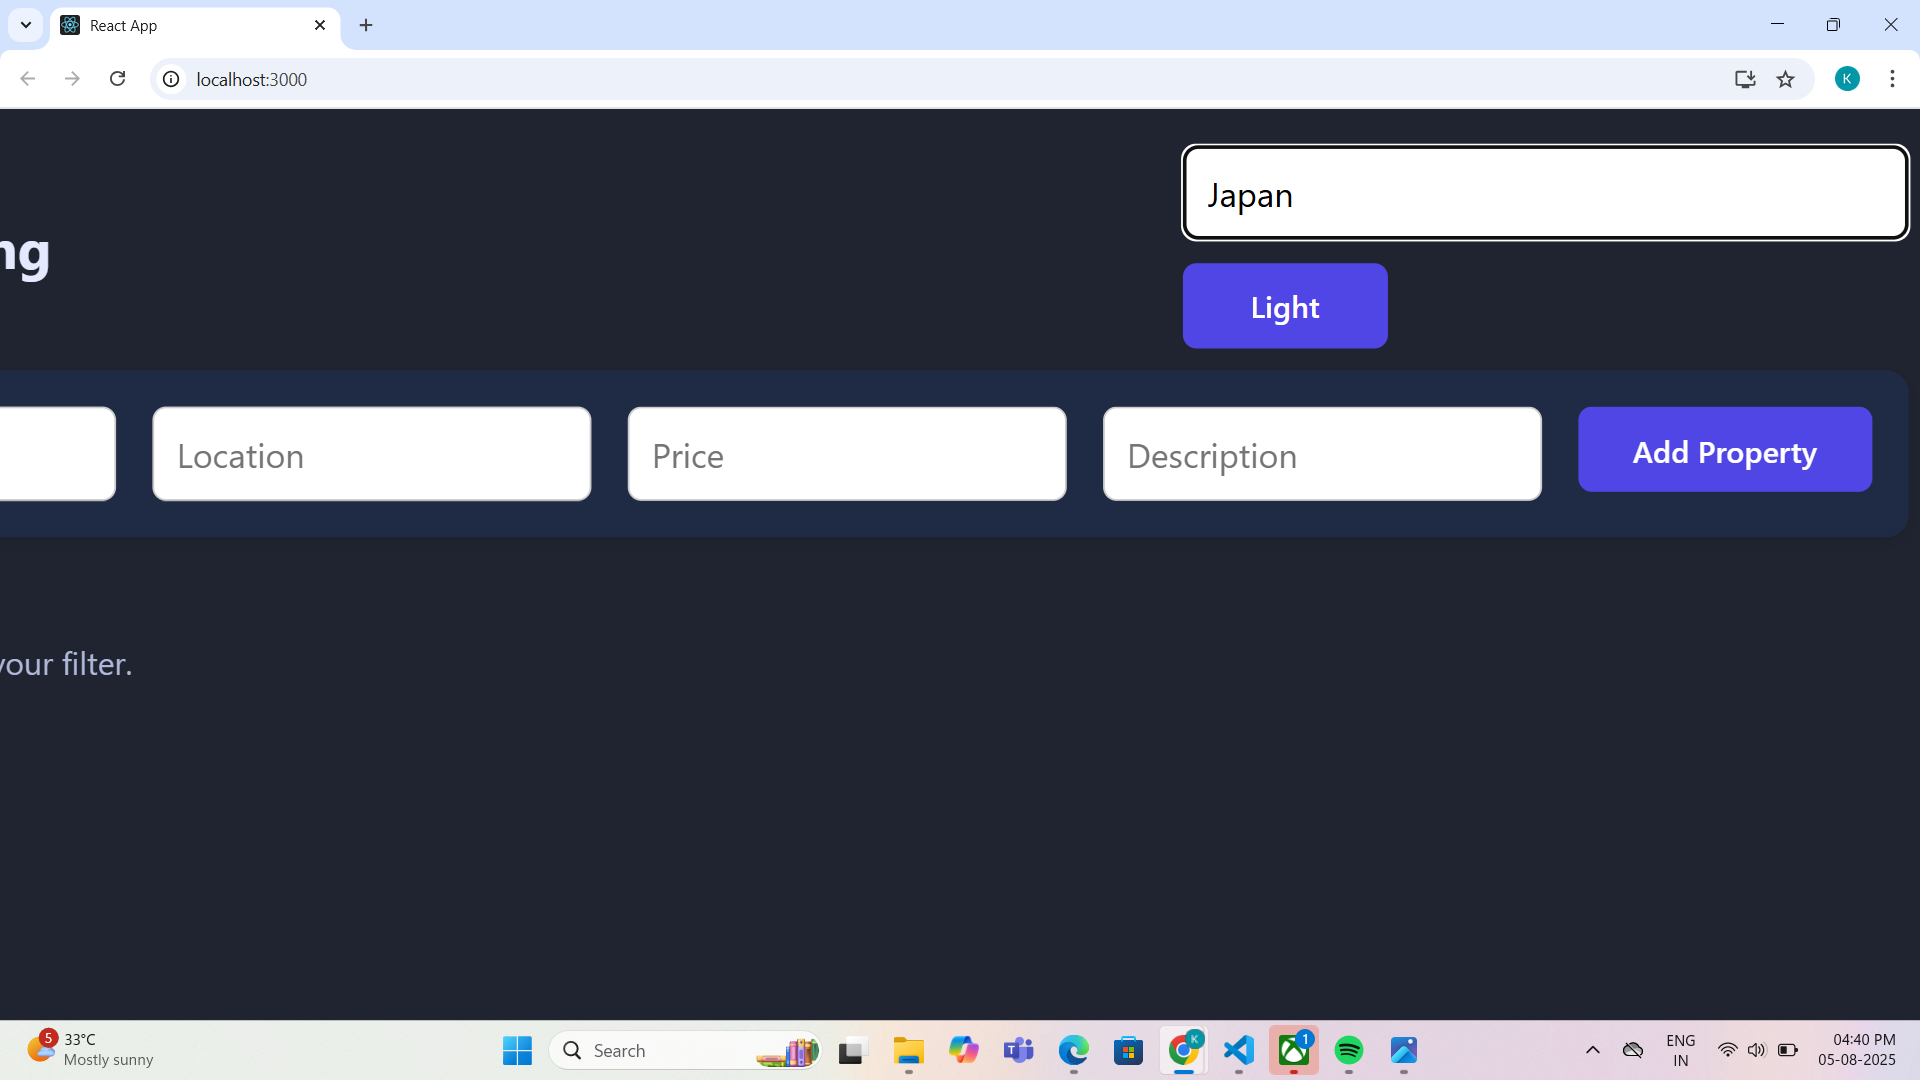 React App
localhost:3000
K
Japan
ng
Light
Location
Price
Description
Add Property
your filter.
5
33°C
Mostly sunny
Search
K
1
ENG
IN
04:40 PM
05-08-2025